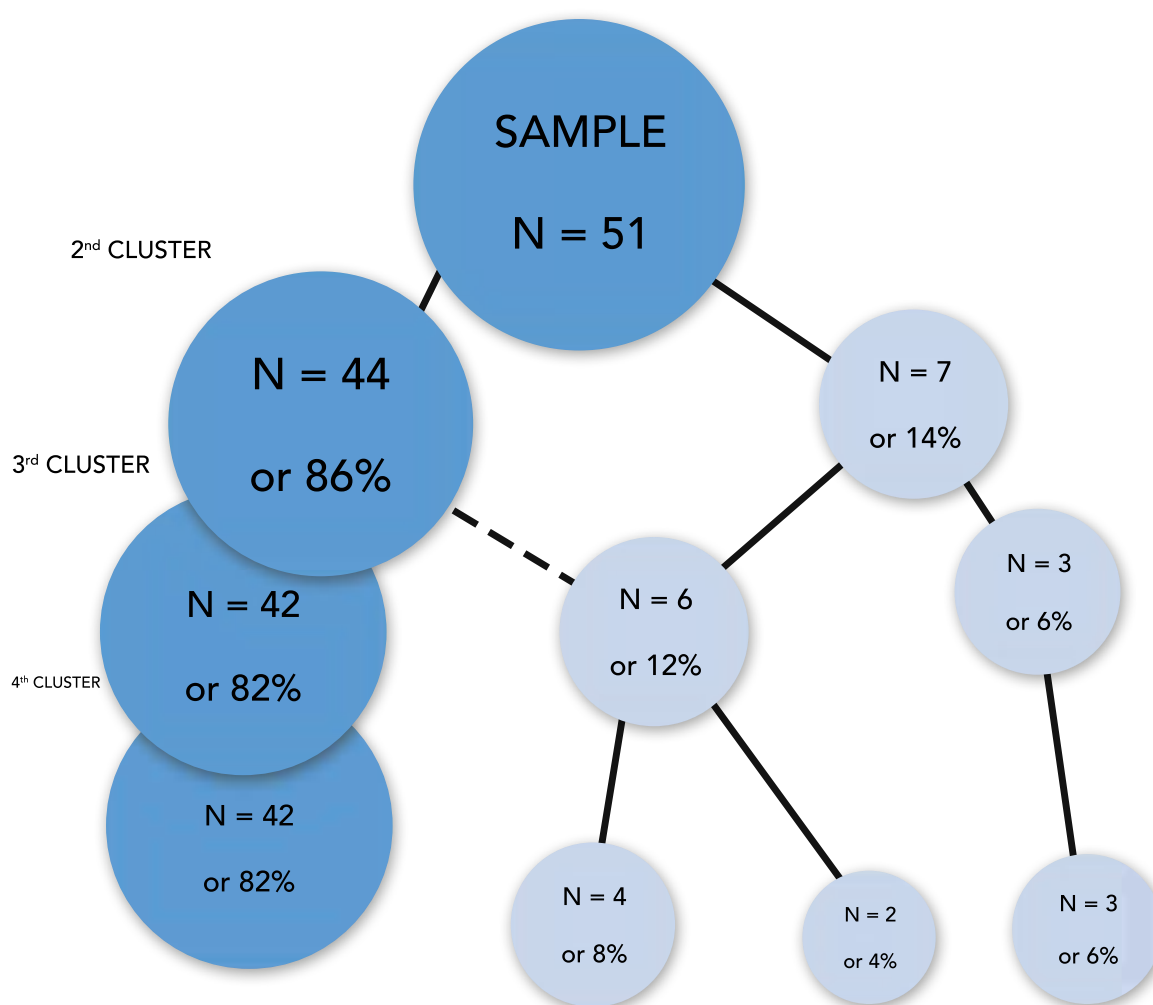 SAMPLE
N = 51
2nd CLUSTER
N = 44
or 86%
N = 7
or 14%
3rd CLUSTER
N = 42
or 82%
N = 6
or 12%
N = 3
or 6%
4th CLUSTER
N = 42
or 82%
N = 4
or 8%
N = 2
or 4%
N = 3
or 6%